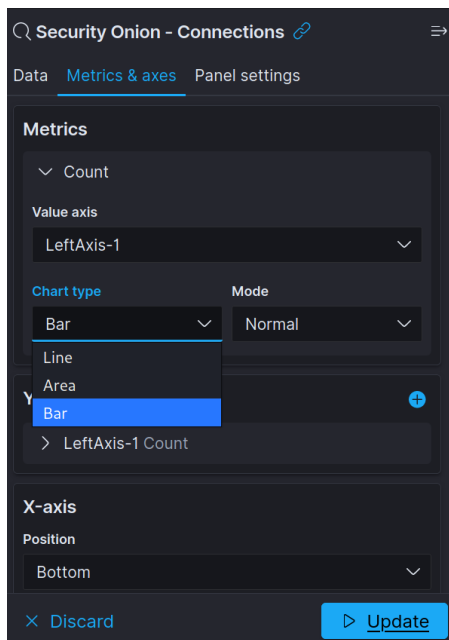 Security Onion - Connections
Data Metrics & axes Panel settings
Metrics
Count
Value axis
LeftAxis-1
Chart type Mode
Bar Normal
Line
Area
Y
Bar
LeftAxis-1 Count
X-axis
Position
Bottom
Discard Update